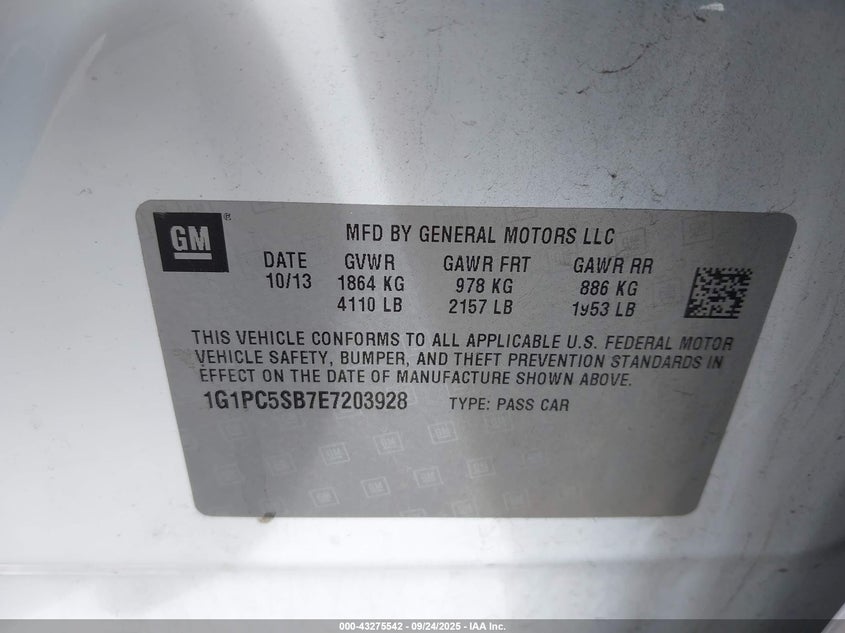 GM ®
MFD BY GENERAL MOTORS LLC
DATE GVWR GAWR FRT GAWR RR
10/13 1864 KG 978 KG 886 KG
4110 LB 2157 LB 1953 LB
THIS VEHICLE CONFORMS TO ALL APPLICABLE U.S. FEDERAL MOTOR
VEHICLE SAFETY, BUMPER, AND THEFT PREVENTION STANDARDS IN
EFFECT ON THE DATE OF MANUFACTURE SHOWN ABOVE.
1G1PC5SB7E7203928 TYPE: PASS CAR
000-43275542 - 09/24/2025 - IAA Inc.